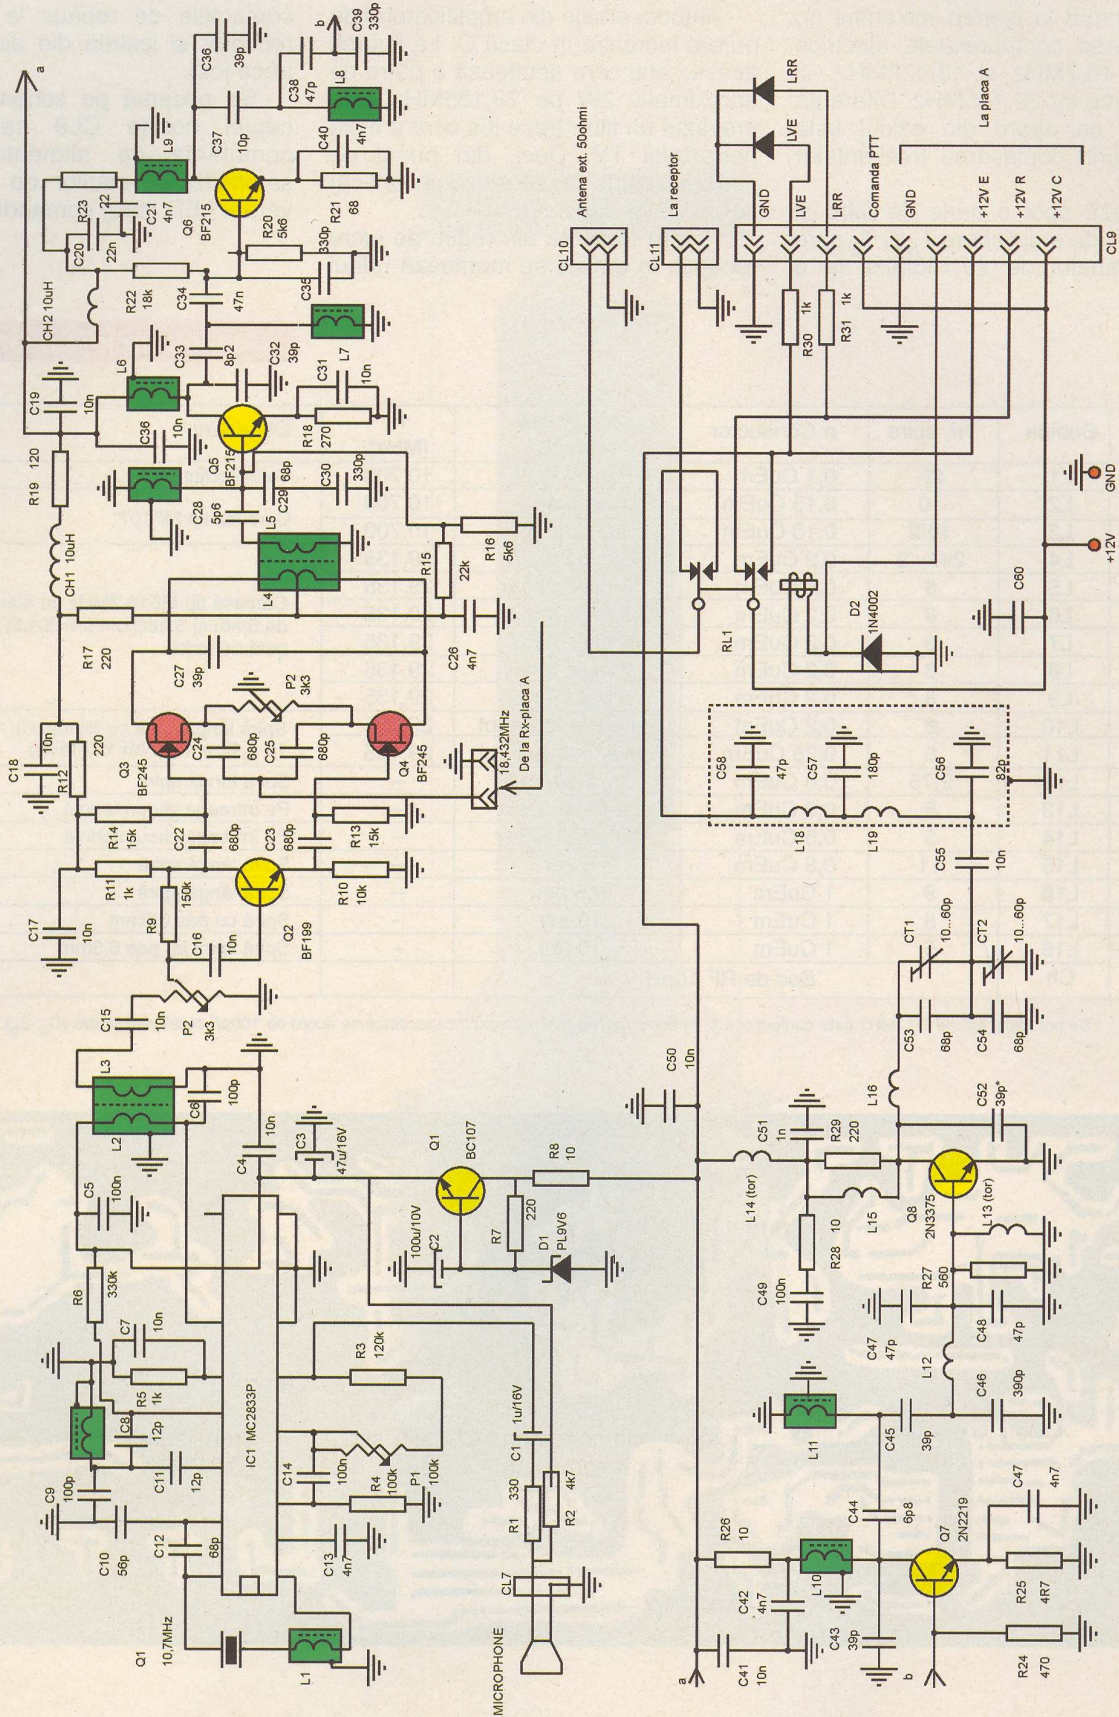 C36
39p
C37
10p
b
C38
47p
C39
330p
L8
4n7
C40
a
L9
C21
4n7
Q6
BF215
R20
5k6
R21
68
330p
C35
R23
22
C20
22n
CH2 10uH
R22
18k
C34
47n
L7
C33
8p2
C32
39p
L6
C31
10n
R18
270
Q5
BF215
C19
10n
C36
10n
R19
120
CH1 10uH
C28
5p6
C29
68p
C30
330p
L5
L4
R15
22k
R16
5k6
C26
4n7
R17
220
C27
39p
P2
3k3
Q3
BF245
C24
680p
C25
680p
Q4
BF245
18,432MHz
De la Rx-placa A
C18
10n
R12
220
R14
15k
C22
680p
C23
680p
R13
15k
R11
1k
R10
10k
C17
10n
R9
150k
C16
10n
Q2
BF199
C15
10n
P2
3k3
L3
L2
C6
100p
C4
10n
C3
47u/16V
C5
100n
R6
330k
C7
10n
R5
1k
C8
12p
C9
100p
C10
56p
C11
12p
C12
68p
Q1
10,7MHz
L1
IC1 MC2833P
C13
4n7
C14
100n
R4
100k
P1
100k
R3
120k
C1
1u/16V
R1
330
R2
4k7
CL7
MICROPHONE
Q1
BC107
C2
100u/10V
R7
220
R8
10
D1
PL9V6
Antena ext. 50ohmi
La receptor
CL10
CL11
LRR
LVE
GND
LVE
LRR
Comanda PTT
GND
La placa A
+12V E
+12V R
+12V C
CL9
R30
1k
R31
1k
RL1
D2
1N4002
C60
GND
+12V
C58
47p
C57
180p
C56
82p
L18
L19
C55
10n
CT1
10...60p
CT2
10...60p
C53
68p
C54
68p
L16
C52
39p*
C50
10n
C51
1n
R29
220
L14 (tor)
L15
Q8
2N3375
L13 (tor)
R28
10
C49
100n
R27
560
C47
47p
C48
47p
L12
L11
C45
39p
C46
390p
C44
6p8
Q7
2N2219
C47
4n7
R25
4R7
R24
470
R26
10
C42
4n7
L10
C43
39p
C41
10n
a
b